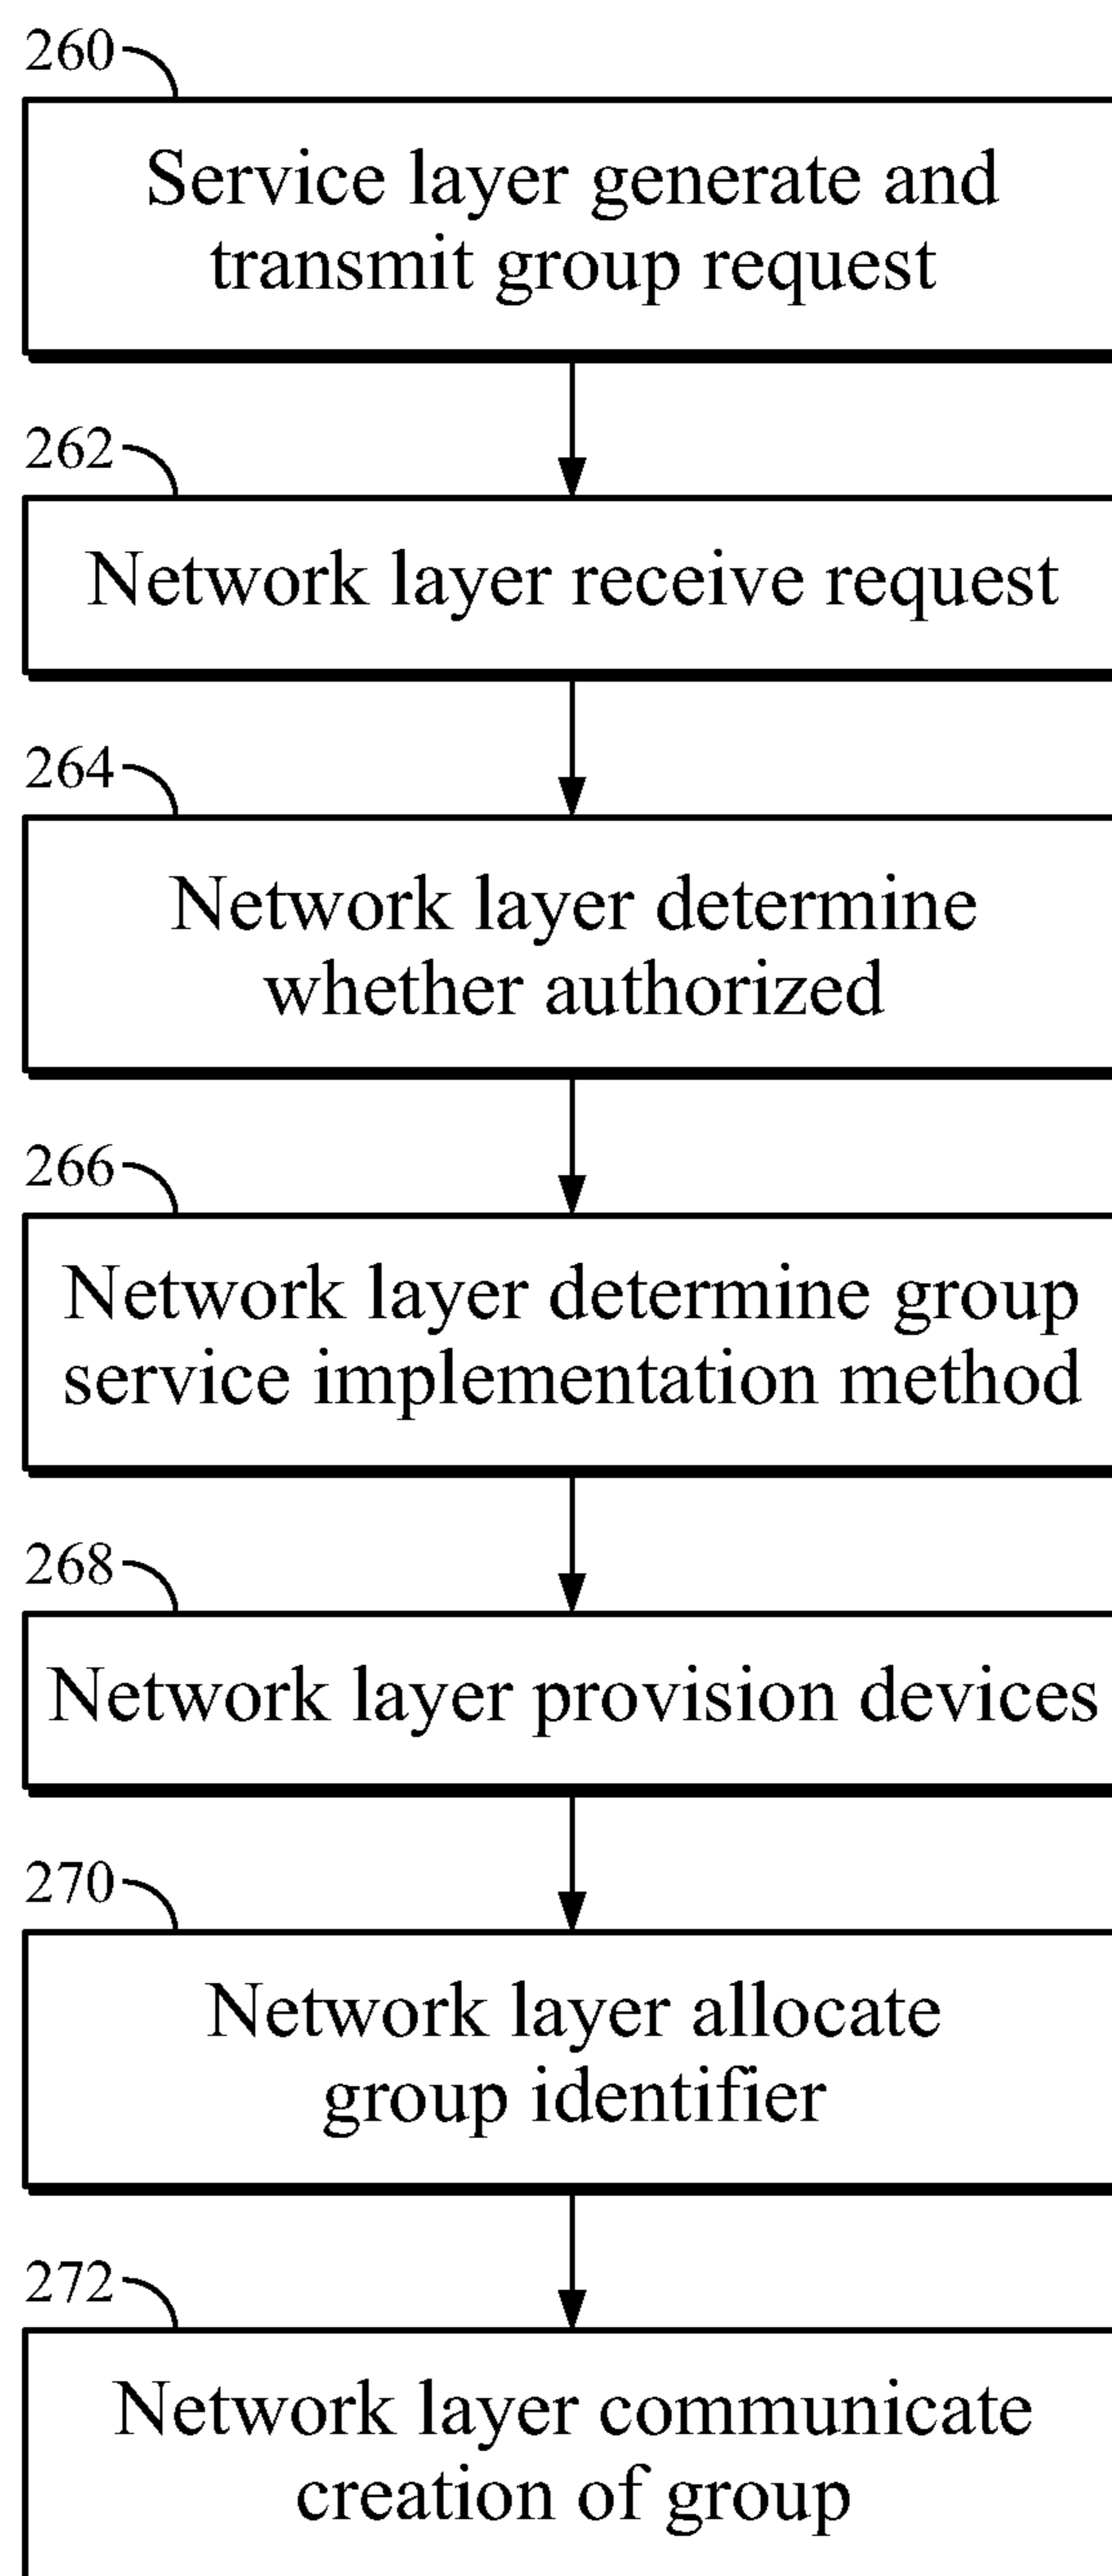 260
Service layer generate and
transmit group request
262
Network layer receive request
264
Network layer determine
whether authorized
266
Network layer determine group
service implementation method
268
Network layer provision devices
270
Network layer allocate
group identifier
272
Network layer communicate
creation of group